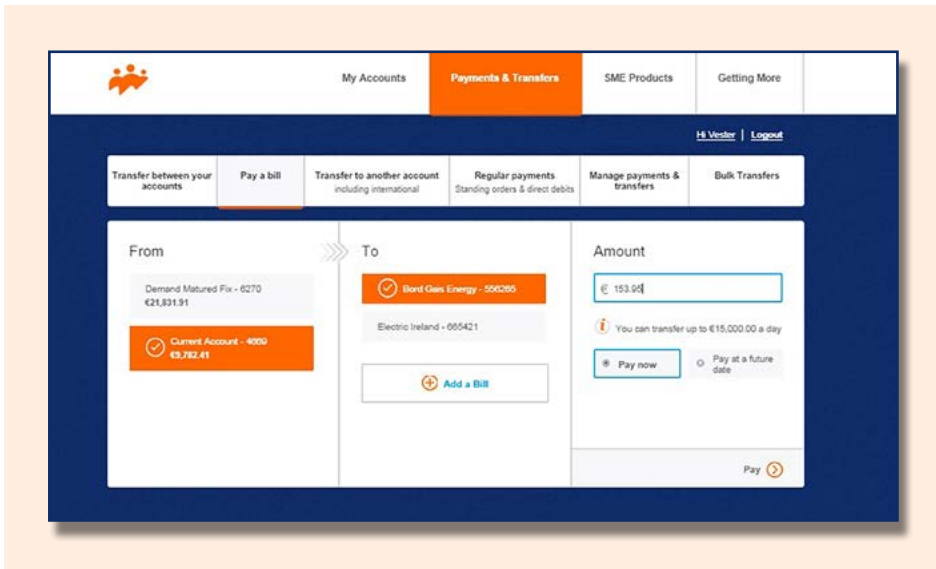 My Accounts
Payments & Transfers
SME Products
Getting More
Hi Vester | Logout
Transfer between your
accounts
Pay a bill
Transfer to another account
including international
Regular payments
Standing orders & direct debits
Manage payments &
transfers
Bulk Transfers
From
Demand Matured Fix - 6270
€21,831.91
Current Account - 4669
€9,782.41
To
Bord Gais Energy - 556265
Electric Ireland - 665421
Add a Bill
Amount
€ 153.95
You can transfer up to €15,000.00 a day
Pay now
Pay at a future
date
Pay